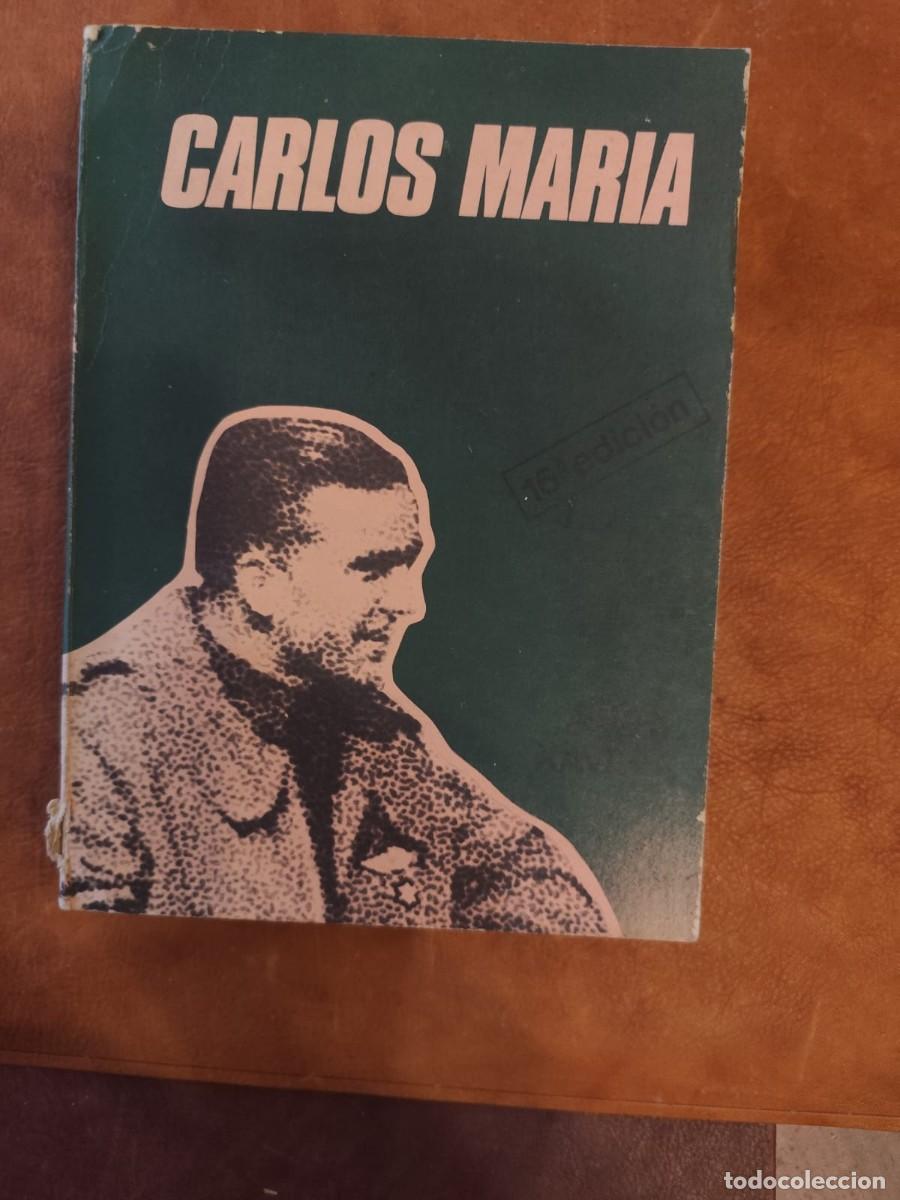 CARLOS MARIA
16ª edición
todocoleccion